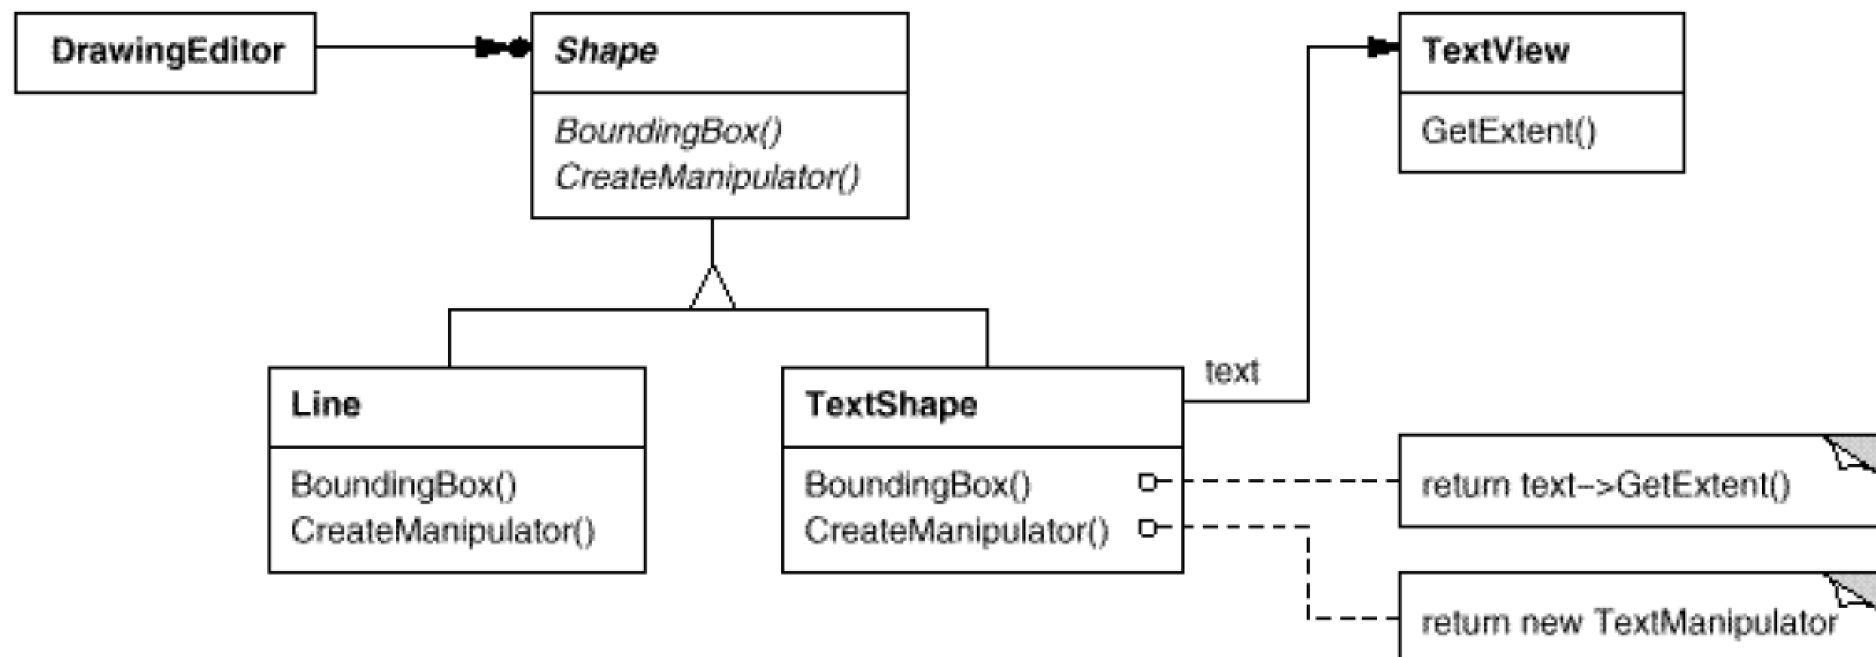 DrawingEditor
Shape
BoundingBox()
CreateManipulator()
TextView
GetExtent()
Line
BoundingBox()
CreateManipulator()
TextShape
BoundingBox()
CreateManipulator()
text
return text–>GetExtent()
return new TextManipulator